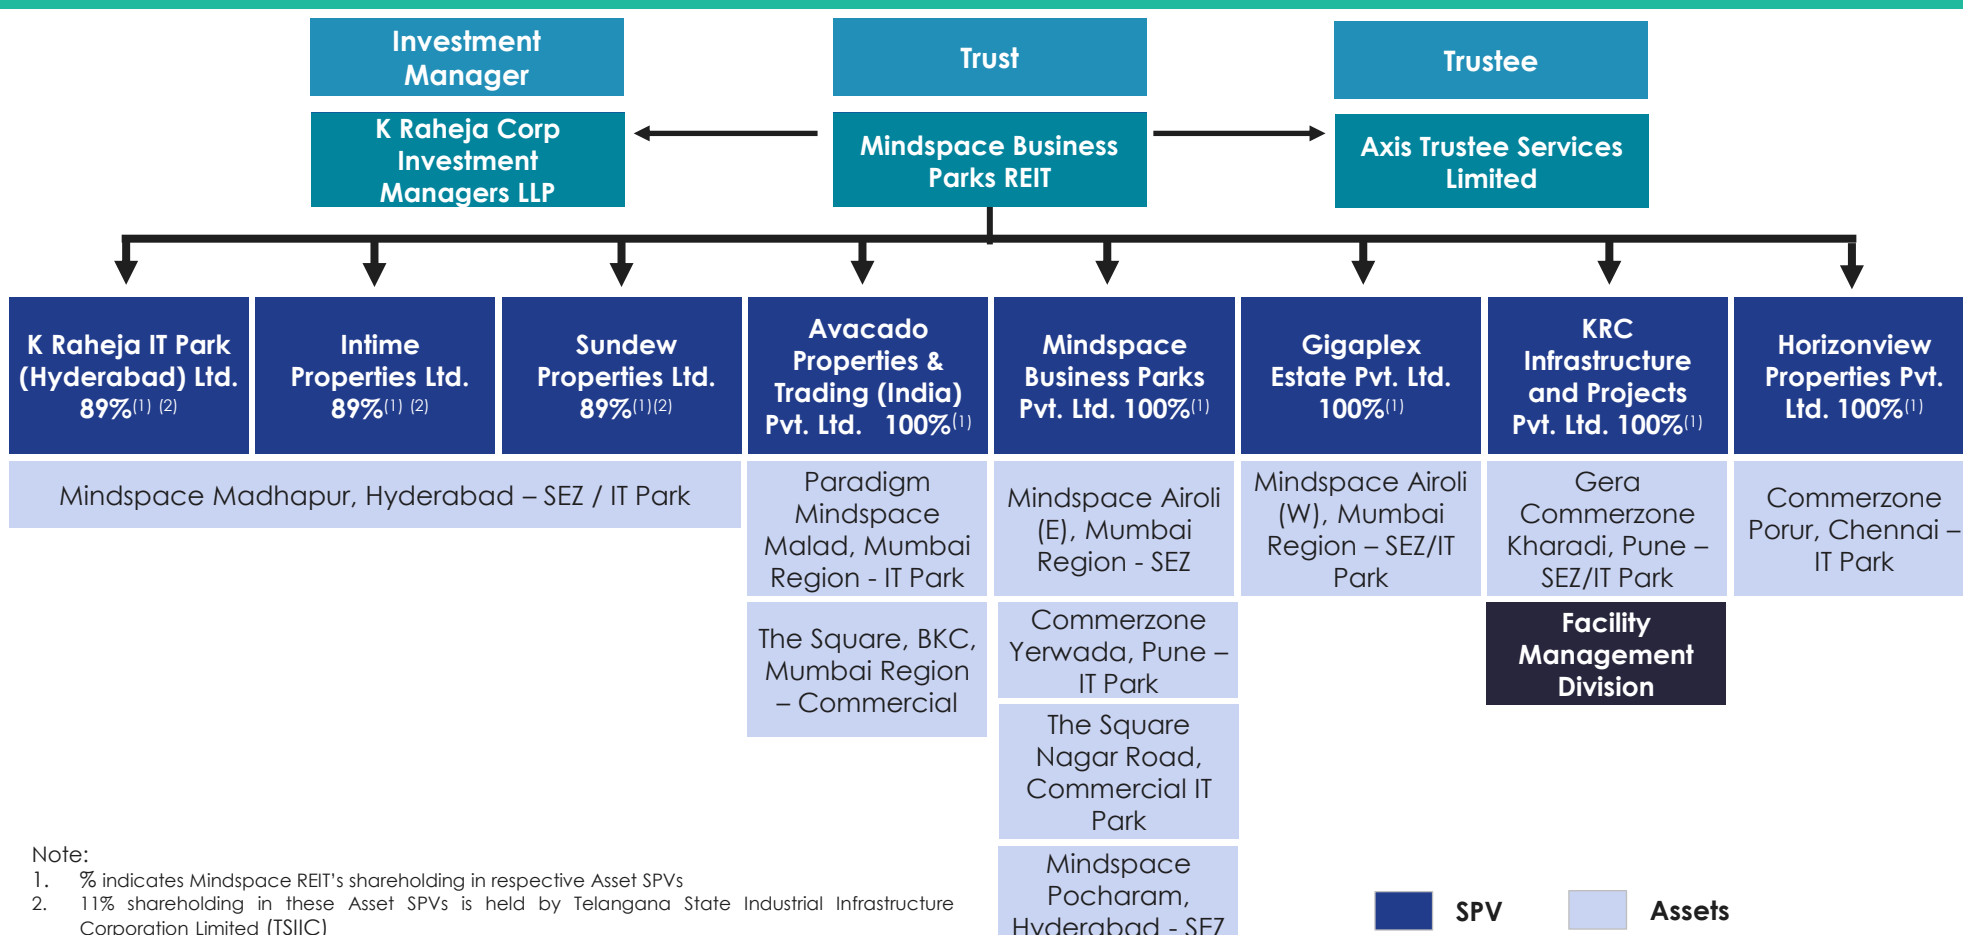 Investment
Manager
Trust
Trustee
K Raheja Corp
Investment
Managers LLP
Mindspace Business
Parks REIT
Axis Trustee Services
Limited
K Raheja IT Park
(Hyderabad) Ltd.
89%(1) (2)
Intime
Properties Ltd.
89%(1) (2)
Sundew
Properties Ltd.
89%(1)(2)
Avacado
Properties &
Trading (India)
Pvt. Ltd. 100%(1)
Mindspace
Business Parks
Pvt. Ltd. 100%(1)
Gigaplex
Estate Pvt. Ltd.
100%(1)
KRC
Infrastructure
and Projects
Pvt. Ltd. 100%(1)
Horizonview
Properties Pvt.
Ltd. 100%(1)
Mindspace Madhapur, Hyderabad – SEZ / IT Park
Paradigm
Mindspace
Malad, Mumbai
Region - IT Park
Mindspace Airoli
(E), Mumbai
Region - SEZ
Mindspace Airoli
(W), Mumbai
Region – SEZ/IT
Park
Gera
Commerzone
Kharadi, Pune –
SEZ/IT Park
Commerzone
Porur, Chennai –
IT Park
The Square, BKC,
Mumbai Region
– Commercial
Commerzone
Yerwada, Pune –
IT Park
Facility
Management
Division
The Square
Nagar Road,
Commercial IT
Park
Mindspace
Pocharam,
Hyderabad - SEZ
Note:
1. % indicates Mindspace REIT’s shareholding in respective Asset SPVs
2. 11% shareholding in these Asset SPVs is held by Telangana State Industrial Infrastructure
Corporation Limited (TSIIC)
SPV
Assets